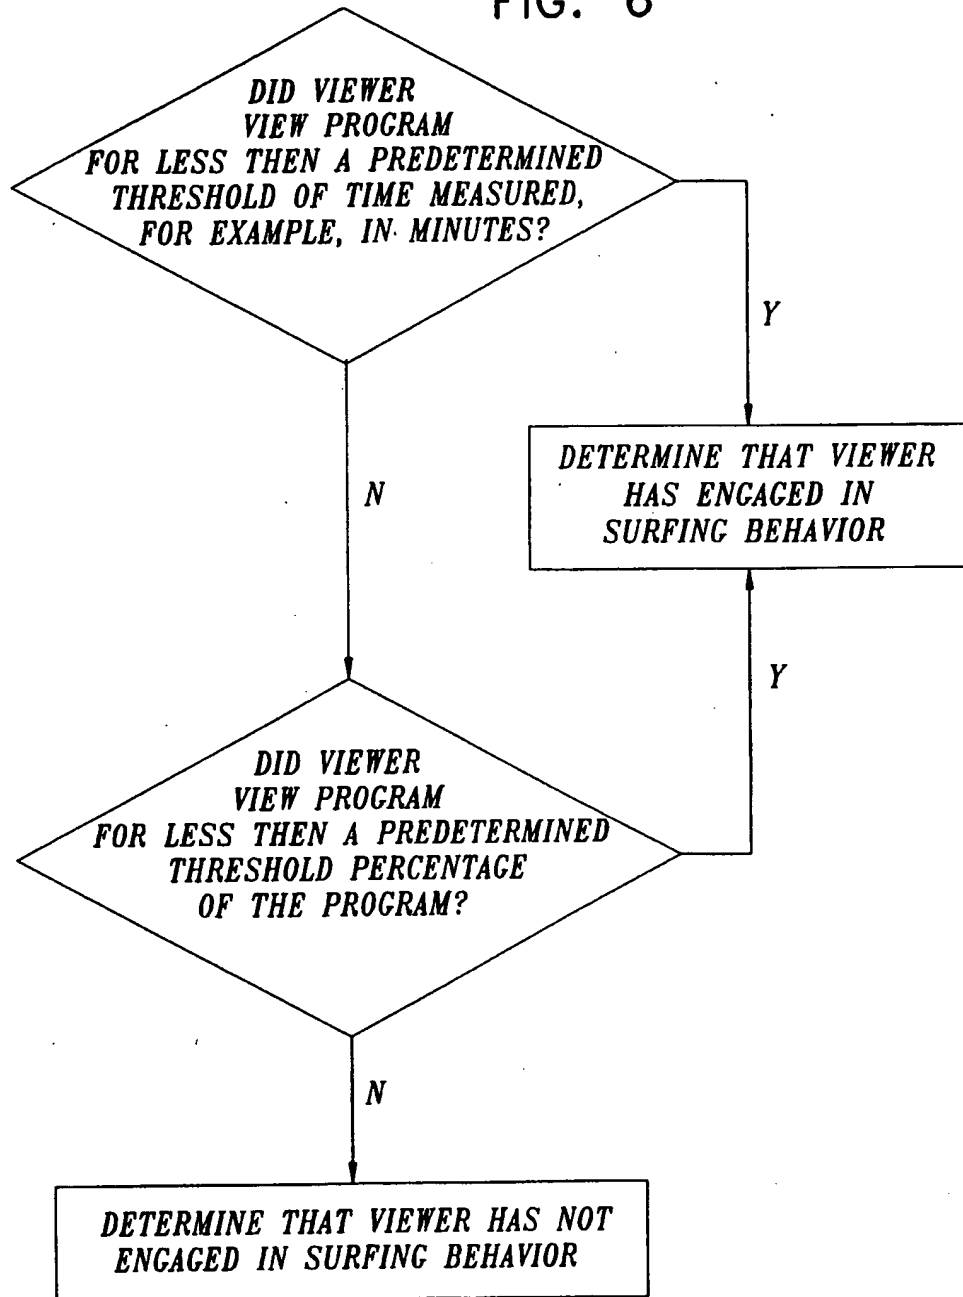 FIG. 6
DID VIEWER
VIEW PROGRAM
FOR LESS THEN A PREDETERMINED
THRESHOLD OF TIME MEASURED,
FOR EXAMPLE, IN MINUTES?
Y
N
DETERMINE THAT VIEWER
HAS ENGAGED IN
SURFING BEHAVIOR
Y
DID VIEWER
VIEW PROGRAM
FOR LESS THEN A PREDETERMINED
THRESHOLD PERCENTAGE
OF THE PROGRAM?
N
DETERMINE THAT VIEWER HAS NOT
ENGAGED IN SURFING BEHAVIOR